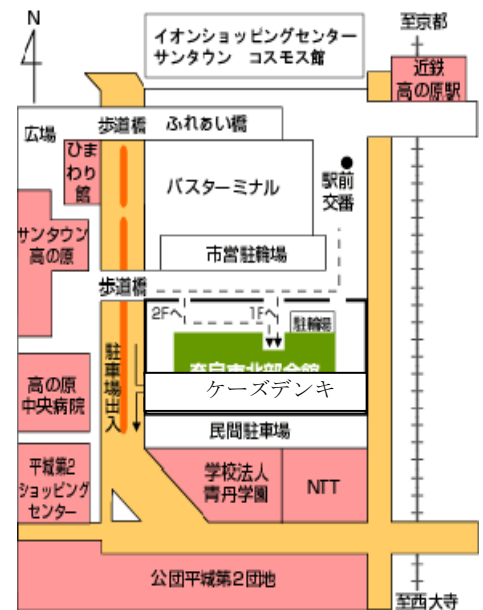 N
イオンショッピングセンター
サンタウン コスモス館
至京都
近鉄
高の原駅
広場
歩道橋
ふれあい橋
ひま
わり
館
バスターミナル
駅前
交番
サンタウン
高の原
市営駐輪場
歩道橋
2Fへ
1Fへ
駐輪場
奈良市北部会館
ケーズデンキ
駐車場出入
高の原
中央病院
民間駐車場
平城第2
ショッピング
センター
学校法人
青丹学園
NTT
公団平城第2団地
至西大寺